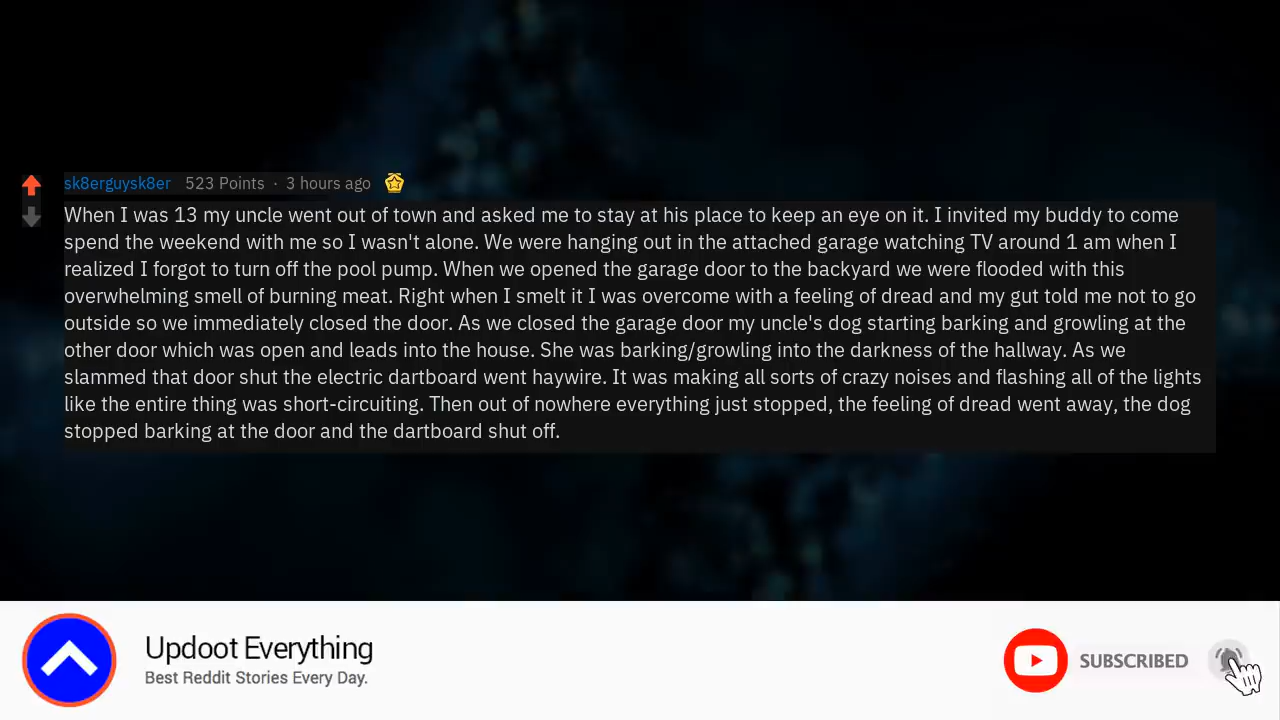 sk8erguysk8er 523 Points · 3 hours ago
When I was 13 my uncle went out of town and asked me to stay at his place to keep an eye on it. I invited my buddy to come
spend the weekend with me so I wasn't alone. We were hanging out in the attached garage watching TV around 1 am when I
realized I forgot to turn off the pool pump. When we opened the garage door to the backyard we were flooded with this
overwhelming smell of burning meat. Right when I smelt it I was overcome with a feeling of dread and my gut told me not to go
outside so we immediately closed the door. As we closed the garage door my uncle's dog starting barking and growling at the
other door which was open and leads into the house. She was barking/growling into the darkness of the hallway. As we
slammed that door shut the electric dartboard went haywire. It was making all sorts of crazy noises and flashing all of the lights
like the entire thing was short-circuiting. Then out of nowhere everything just stopped, the feeling of dread went away, the dog
stopped barking at the door and the dartboard shut off.
Updoot Everything
Best Reddit Stories Every Day.
SUBSCRIBED